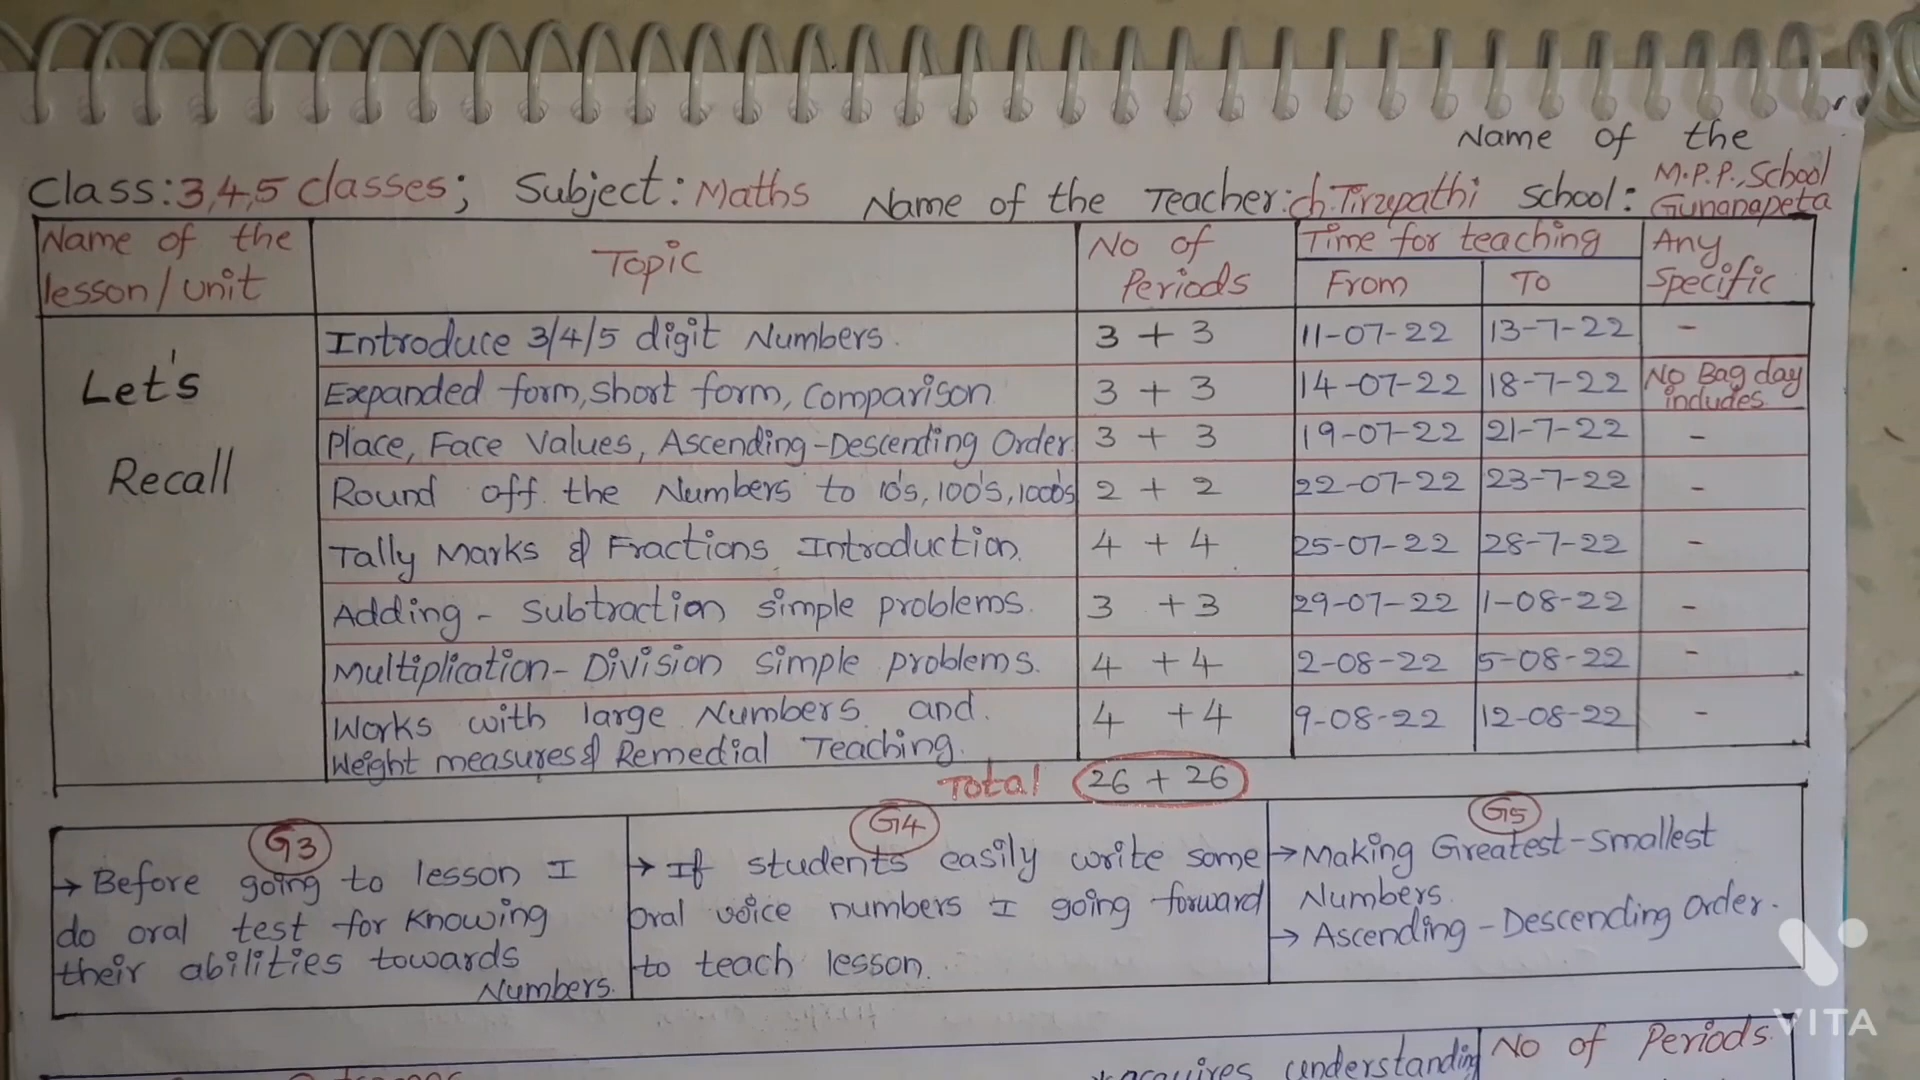 Name of the
Class: 3,4,5 classes; Subject: Maths Name of the Teacher: ch.Tirupathi School: M.P.P., School
Gunanapeta
Name of the lesson/unit Topic No of Periods Time for teaching Any Specific
From To
Let's Recall
Introduce 3/4/5 digit Numbers. 3 + 3 11-07-22 13-7-22 -
Expanded form, Short form, Comparison 3 + 3 14-07-22 18-7-22 No Bag day includes
Place, Face Values, Ascending-Descending Order 3 + 3 19-07-22 21-7-22 -
Round off the Numbers to 10's, 100's, 1000's 2 + 2 22-07-22 23-7-22 -
Tally Marks & Fractions Introduction. 4 + 4 25-07-22 28-7-22 -
Adding - Subtraction simple problems. 3 + 3 29-07-22 1-08-22 -
Multiplication - Division simple problems. 4 + 4 2-08-22 5-08-22 -
Works with large Numbers and 4 + 4 9-08-22 12-08-22 -
Weight measures & Remedial Teaching.
Total 26 + 26
G3
→ Before going to lesson I
do oral test for knowing
their abilities towards
Numbers.
G4
→ If students easily write some
oral voice numbers I going forward
to teach lesson.
G5
→ Making Greatest-Smallest
Numbers.
→ Ascending - Descending Order.
*acquires understanding No of Periods.
VITA